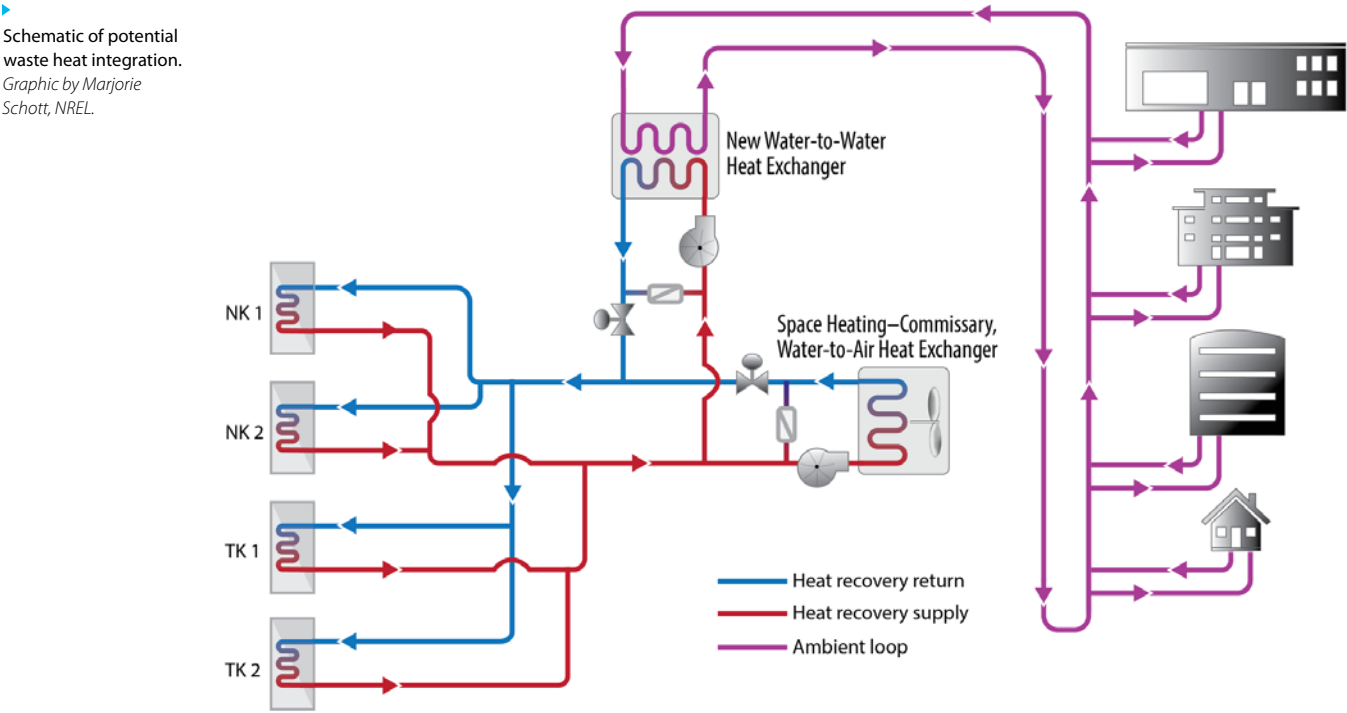 Schematic of potential
waste heat integration.
Graphic by Marjorie
Schott, NREL.
New Water-to-Water
Heat Exchanger
NK 1
Space Heating–Commissary,
Water-to-Air Heat Exchanger
NK 2
TK 1
TK 2
Heat recovery return
Heat recovery supply
Ambient loop